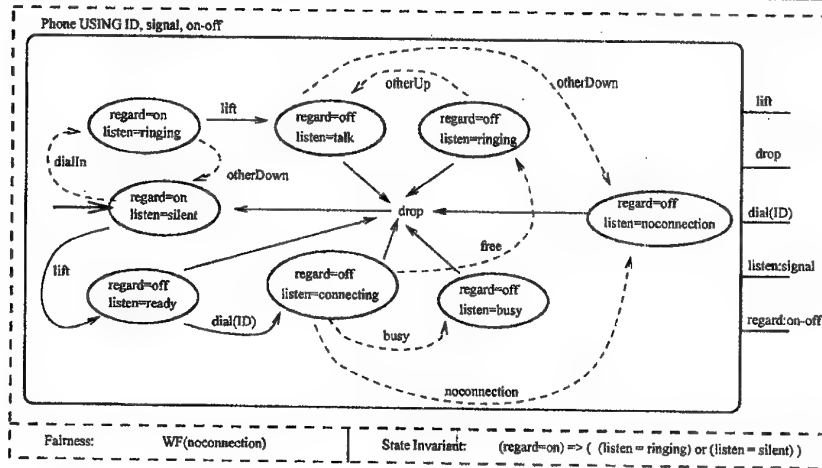 Phone USING ID, signal, on-off
otherUp
otherDown
lift
regard=on
listen=ringing
lift
regard=off
listen=talk
regard=off
listen=ringing
drop
dialIn
otherDown
regard=on
listen=silent
drop
regard=off
listen=noconnection
dial(ID)
free
lift
regard=off
listen=ready
regard=off
listen=connecting
regard=off
listen=busy
listen:signal
dial(ID)
busy
regard:on-off
noconnection
Fairness: WF(noconnection) State Invariant: (regard=on) => ( (listen = ringing) or (listen = silent) )